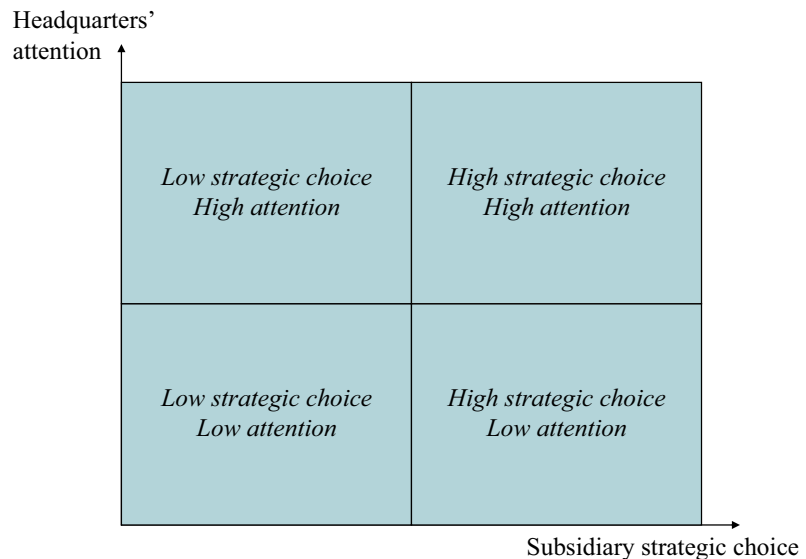 Headquarters’
attention
Low strategic choice
High attention
High strategic choice
High attention
Low strategic choice
Low attention
High strategic choice
Low attention
Subsidiary strategic choice